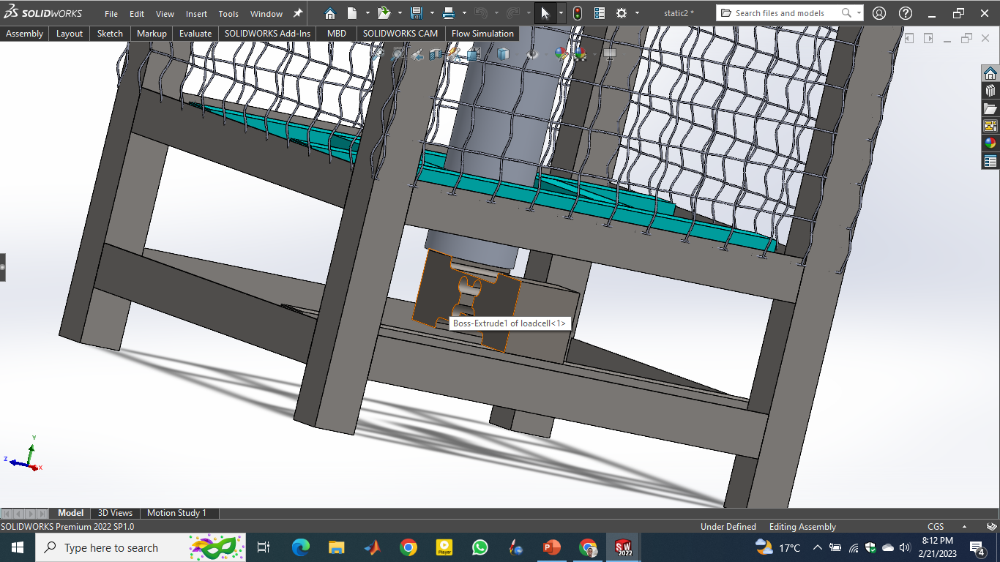 SOLIDWORKS File Edit View Insert Tools Window static2 * Search files and models
Assembly Layout Sketch Markup Evaluate SOLIDWORKS Add-Ins MBD SOLIDWORKS CAM Flow Simulation
Boss-Extrude1 of loadcell<1>
Y
Z
X
Model 3D Views Motion Study 1
SOLIDWORKS Premium 2022 SP1.0 Under Defined Editing Assembly CGS
Type here to search
Player
SW
2022
17°C
8:12 PM
2/21/2023
4